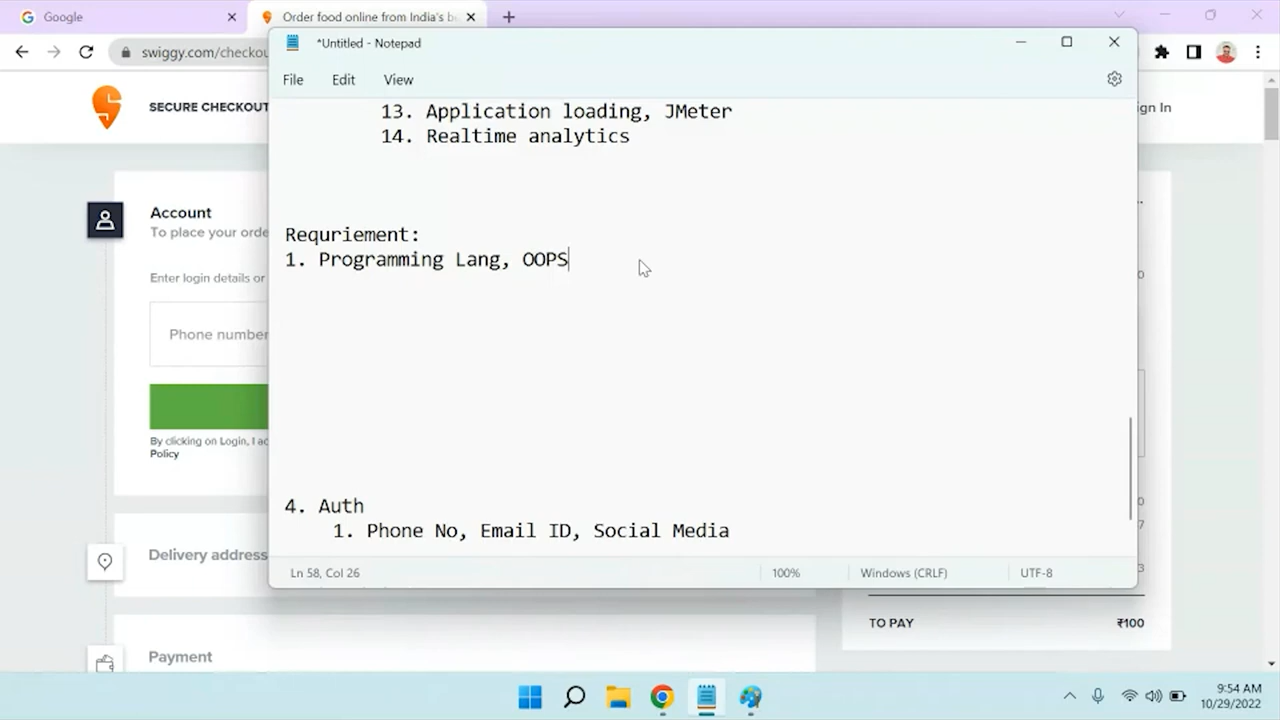 Google
Order food online from India's b
swiggy.com/checkou
*Untitled - Notepad
File Edit View
SECURE CHECKOUT
gn In
13. Application loading, JMeter
14. Realtime analytics
Account
To place your orde
Enter login details or
Phone number
By clicking on Login, I ac
Policy
Requriement:
1. Programming Lang, OOPS
4. Auth
1. Phone No, Email ID, Social Media
Ln 58, Col 26
100%
Windows (CRLF)
UTF-8
Delivery address
TO PAY ₹100
Payment
9:54 AM
10/29/2022